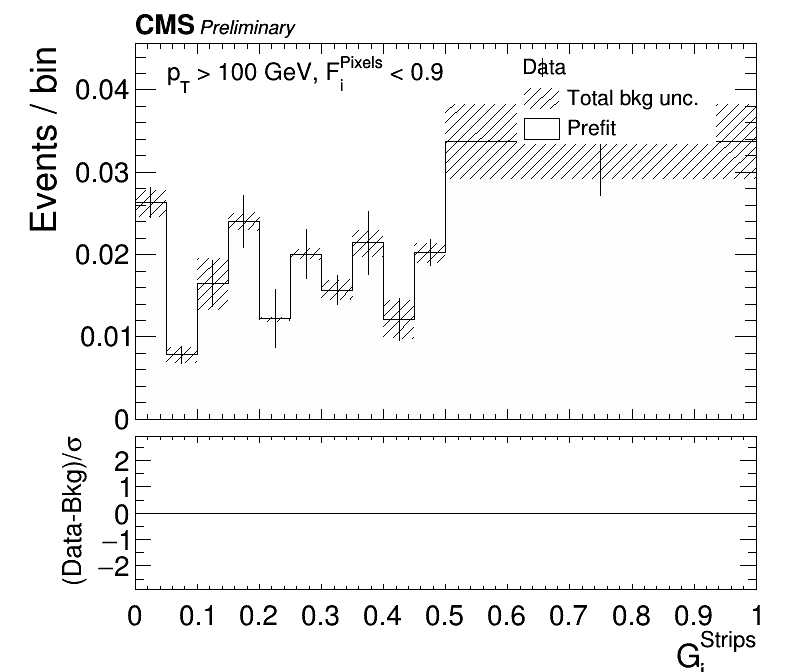 CMS Preliminary
p_T > 100 GeV, F_i^Pixels < 0.9
Data
Total bkg unc.
Prefit
Events / bin
0.04
0.03
0.02
0.01
0
(Data-Bkg)/σ
2
1
0
−1
−2
0 0.1 0.2 0.3 0.4 0.5 0.6 0.7 0.8 0.9 1
G_i^Strips